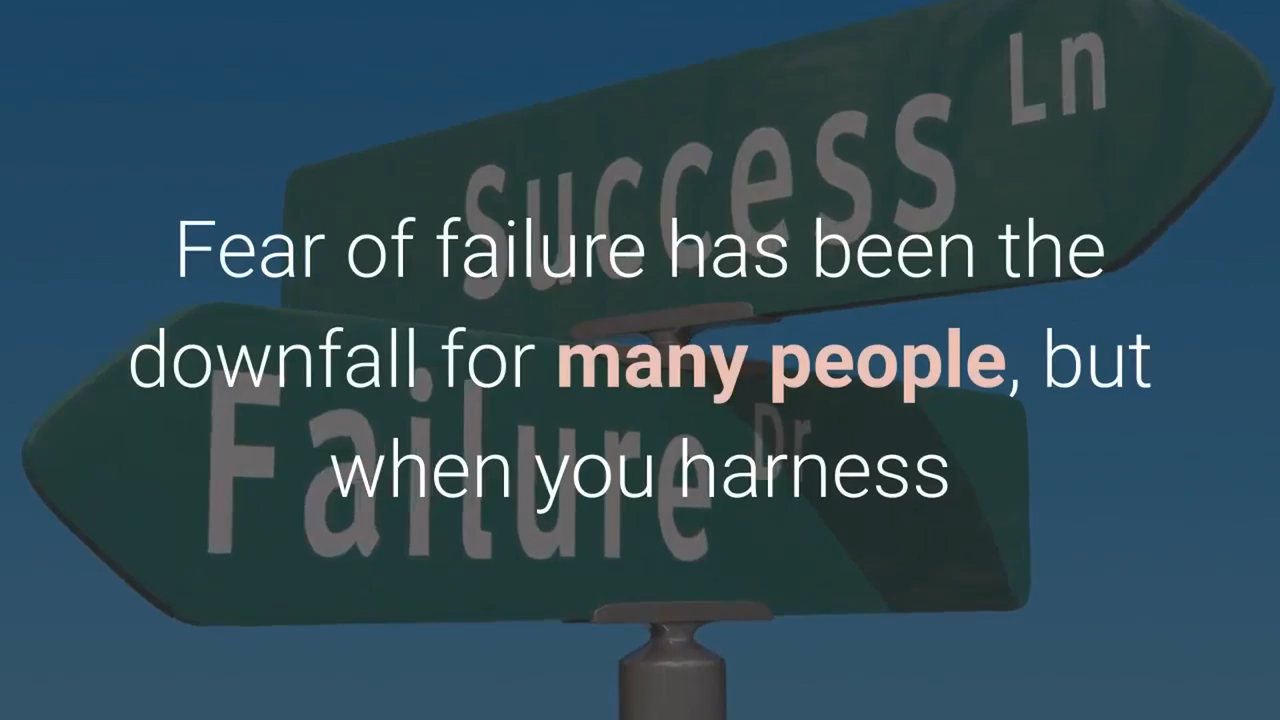 Success Ln
Fear of failure has been the
downfall for many people, but
when you harness
Failure Dr